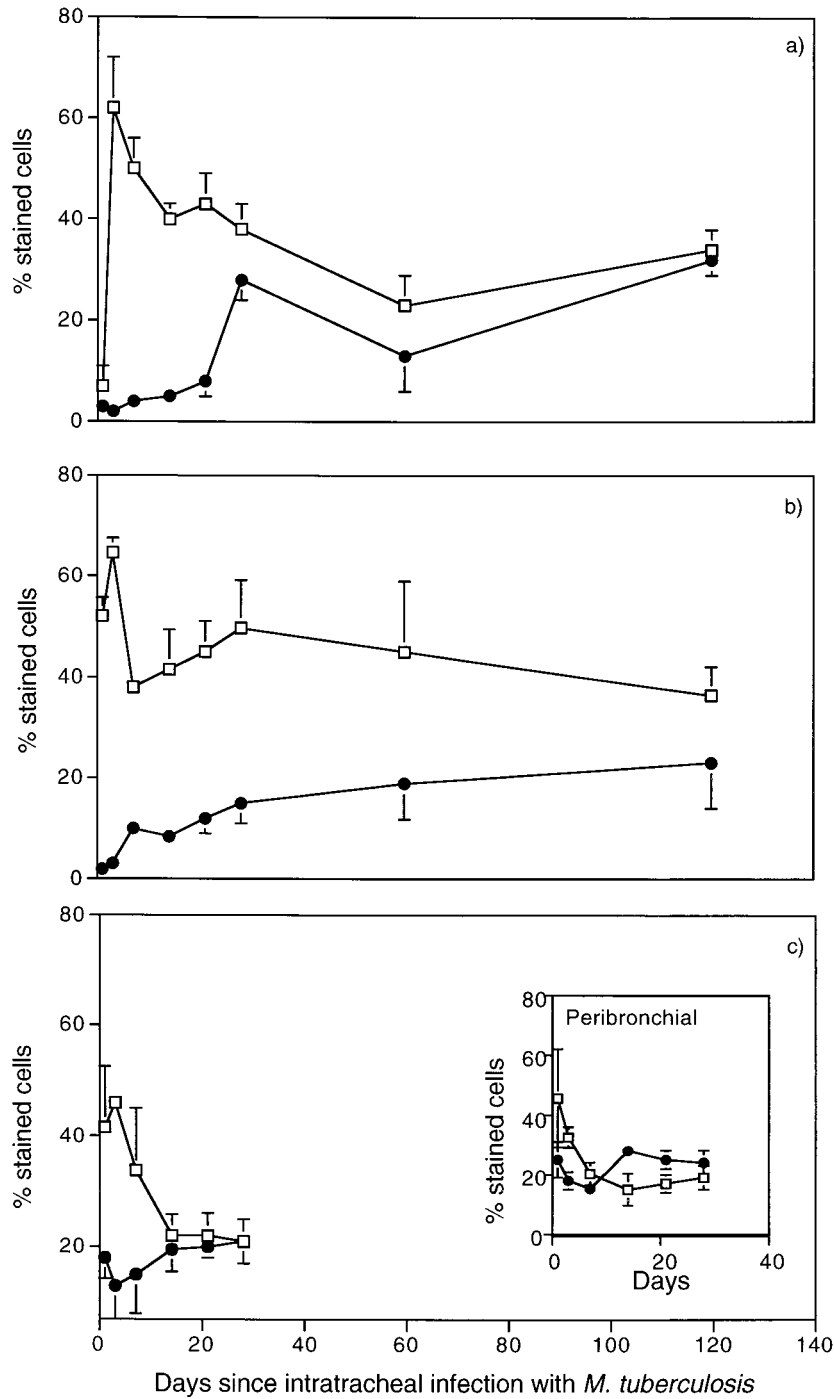 80
60
40
20
0
% stained cells
a)
80
60
40
20
0
% stained cells
b)
80
60
40
20
% stained cells
c)
80
60
40
20
0
% stained cells
Peribronchial
0 20 40
Days
0 20 40 60 80 100 120 140
Days since intratracheal infection with M. tuberculosis